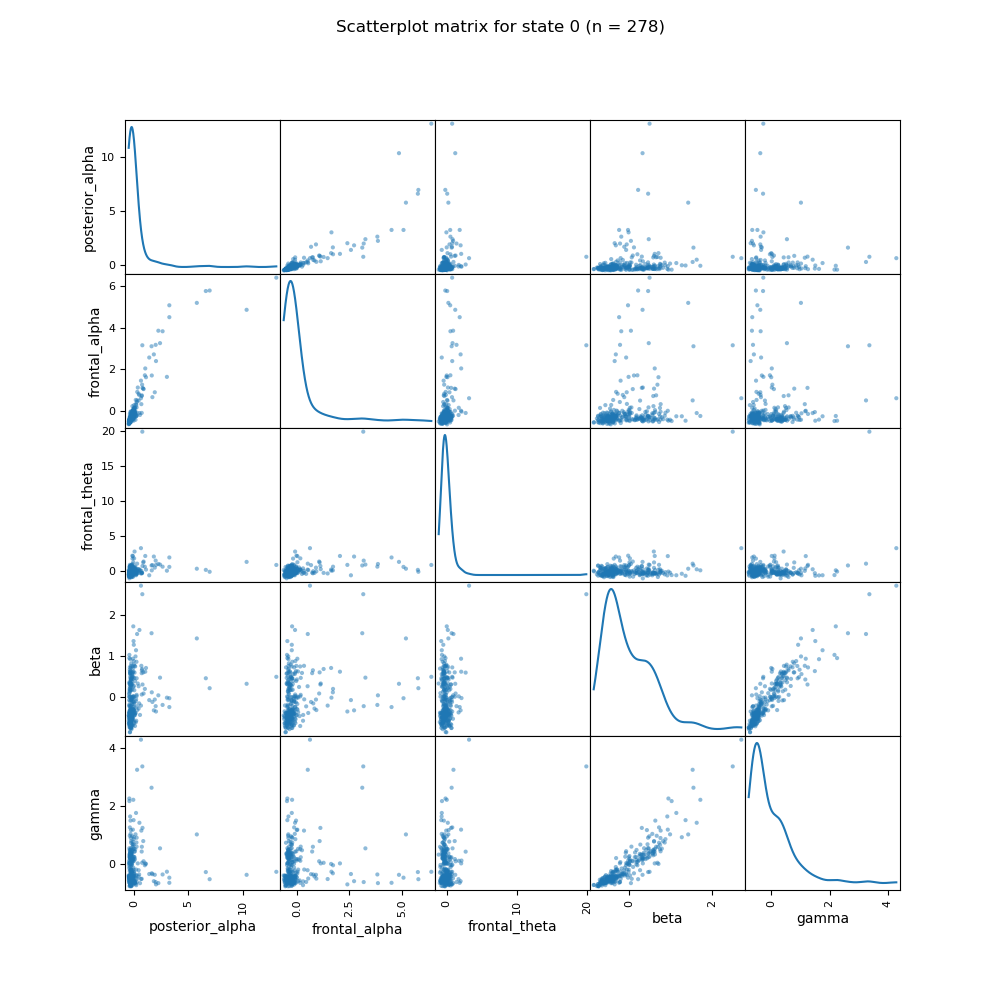 Scatterplot matrix for state 0 (n = 278)
posterior_alpha
10
5
0
frontal_alpha
6
4
2
0
frontal_theta
20
15
10
5
0
beta
2
1
0
gamma
4
2
0
0 5 10
0.0 2.5 5.0
0 10 20
0 2
0 2 4
posterior_alpha
frontal_alpha
frontal_theta
beta
gamma